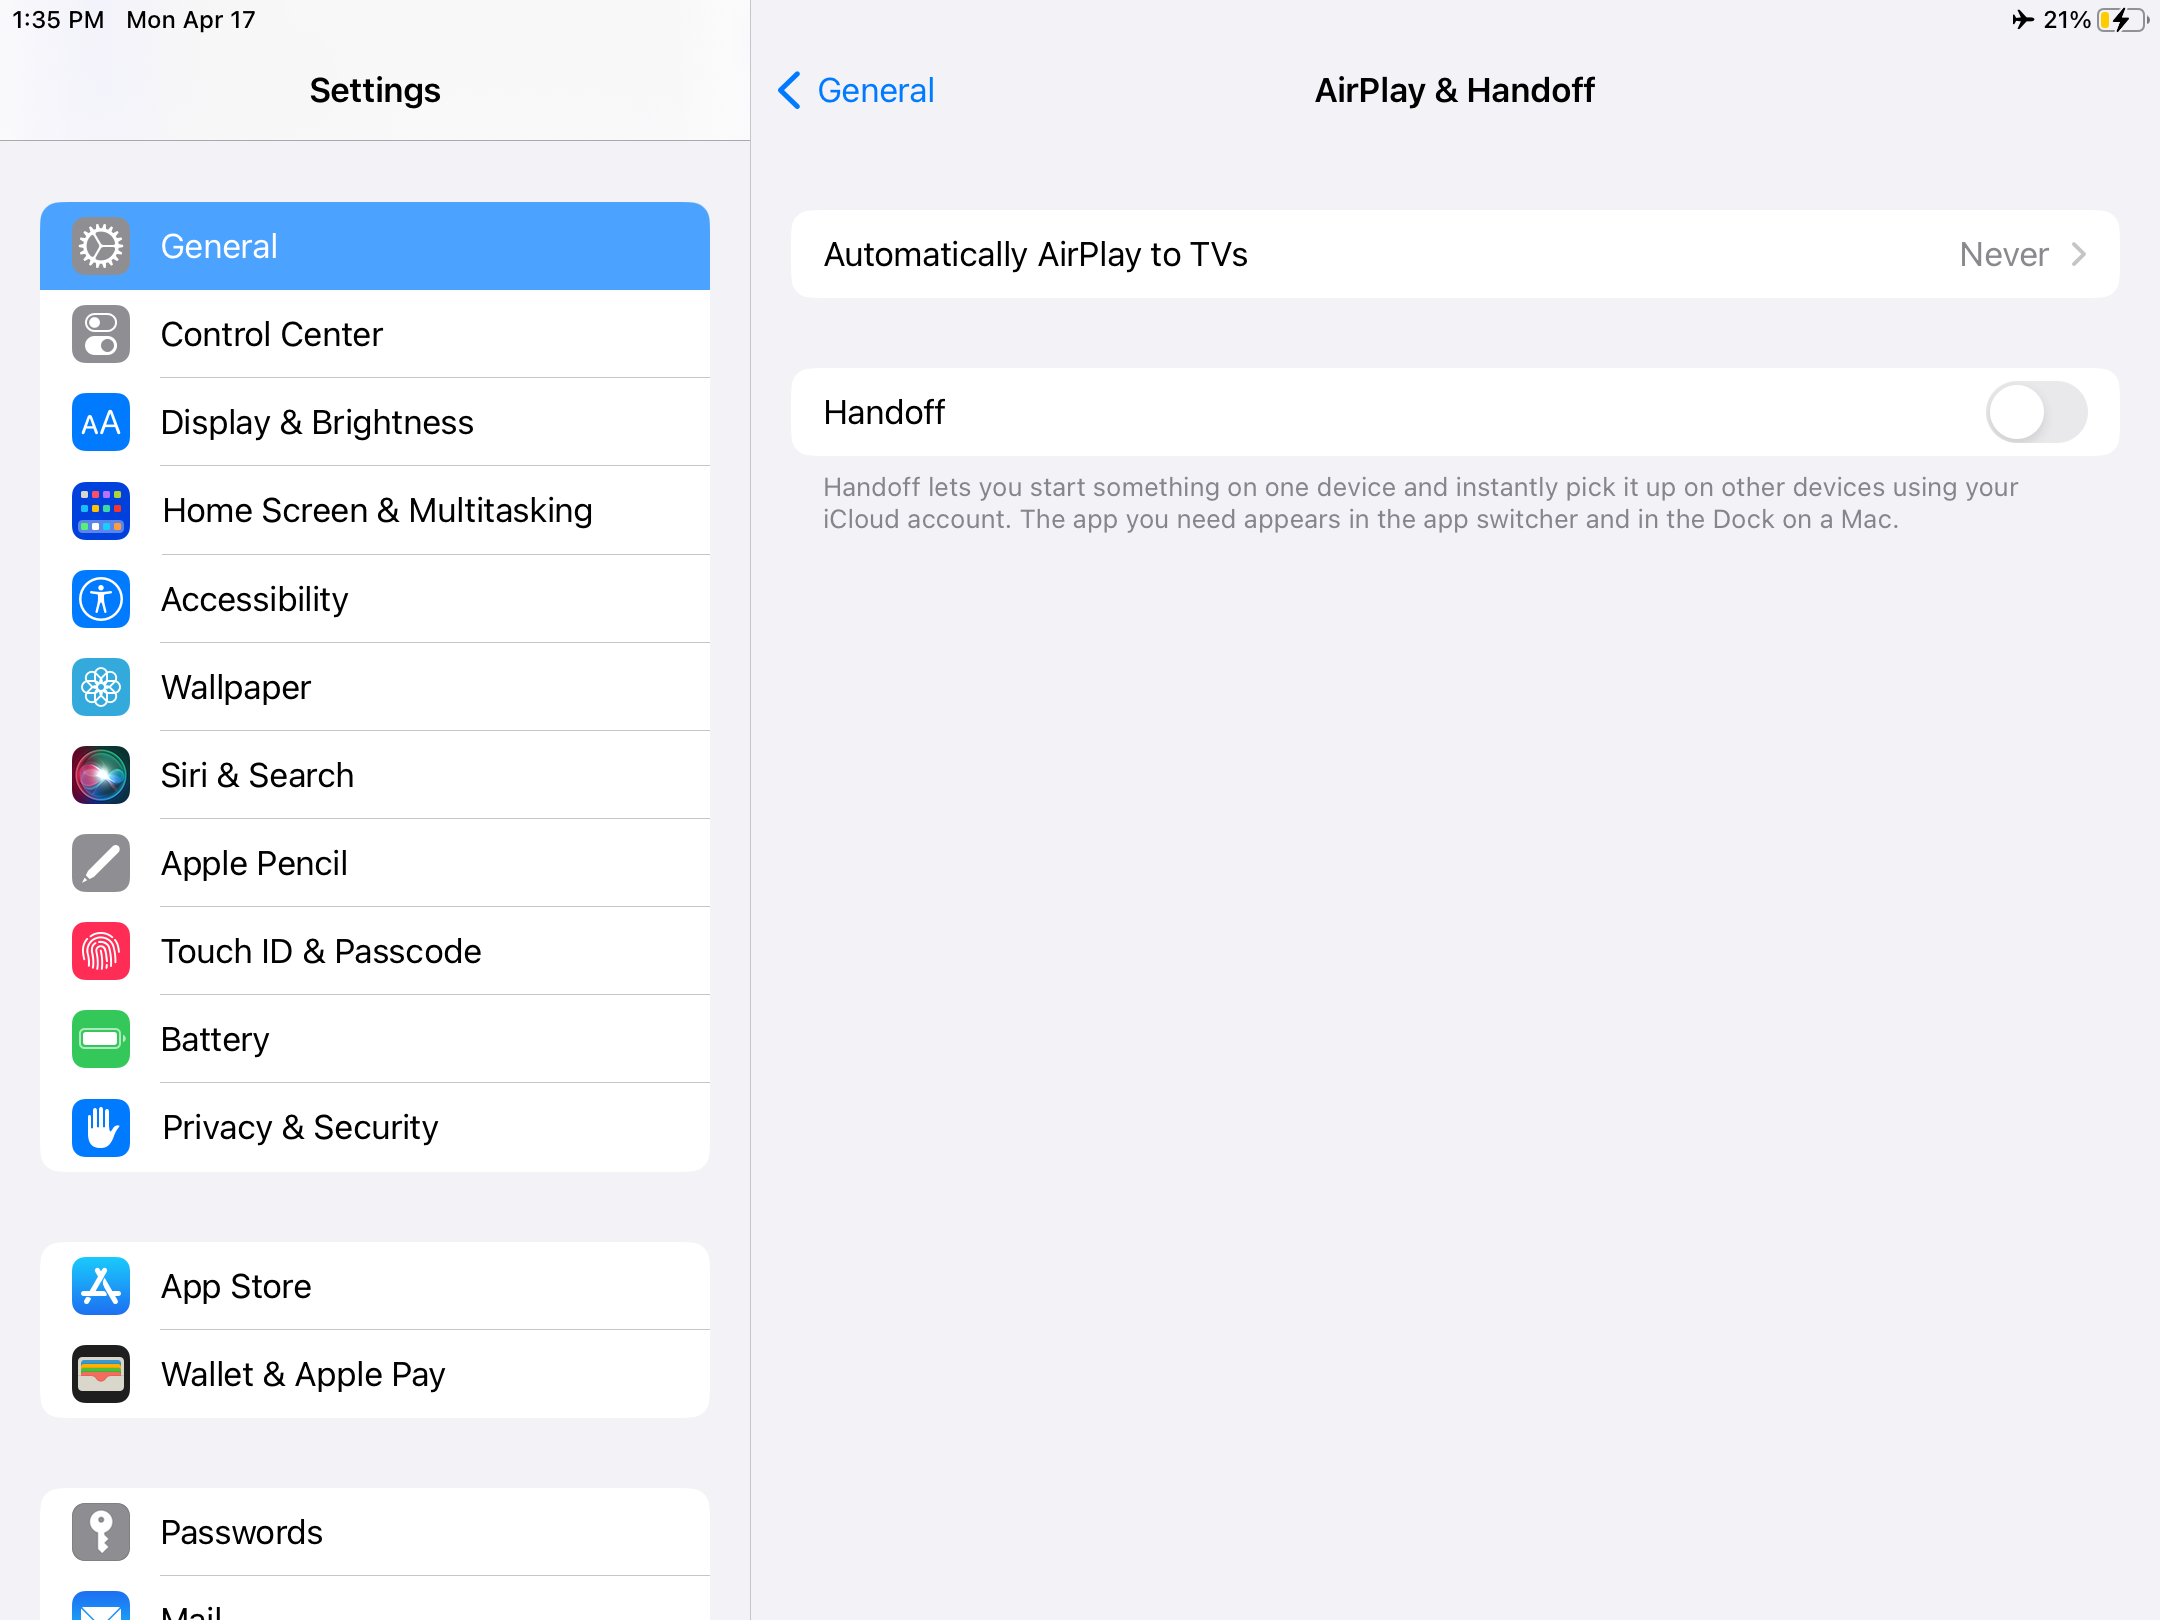 1:35 PM Mon Apr 17
21%
Settings
General
Control Center
AA
Display & Brightness
Home Screen & Multitasking
Accessibility
Wallpaper
Siri & Search
Apple Pencil
Touch ID & Passcode
Battery
Privacy & Security
App Store
Wallet & Apple Pay
Passwords
Mail
General
AirPlay & Handoff
Automatically AirPlay to TVs
Never
Handoff
Handoff lets you start something on one device and instantly pick it up on other devices using your
iCloud account. The app you need appears in the app switcher and in the Dock on a Mac.